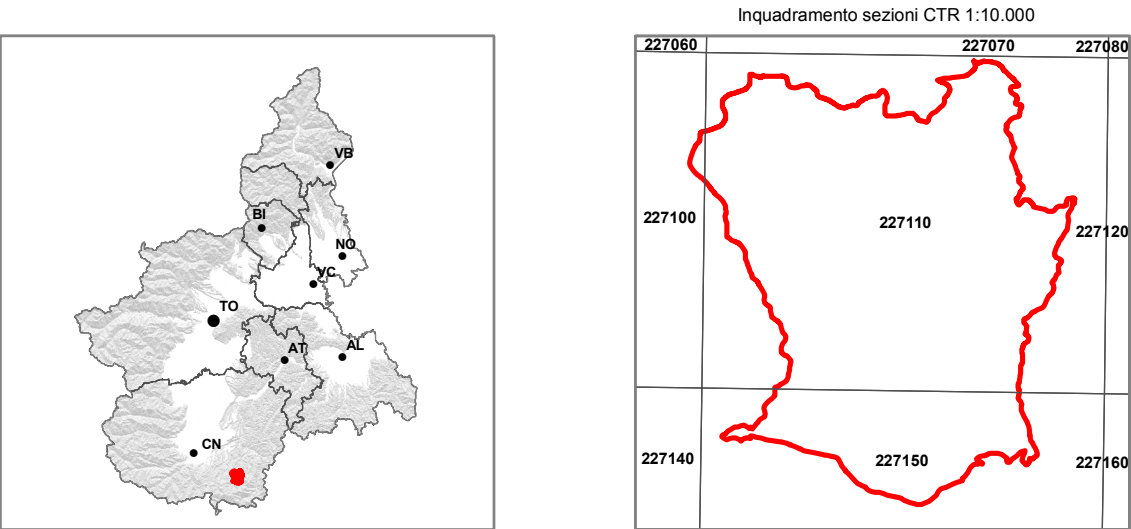 Inquadramento sezioni CTR 1:10.000
VB
BI
NO
VC
TO
AT
AL
CN
227060
227070
227080
227100
227110
227120
227140
227150
227160